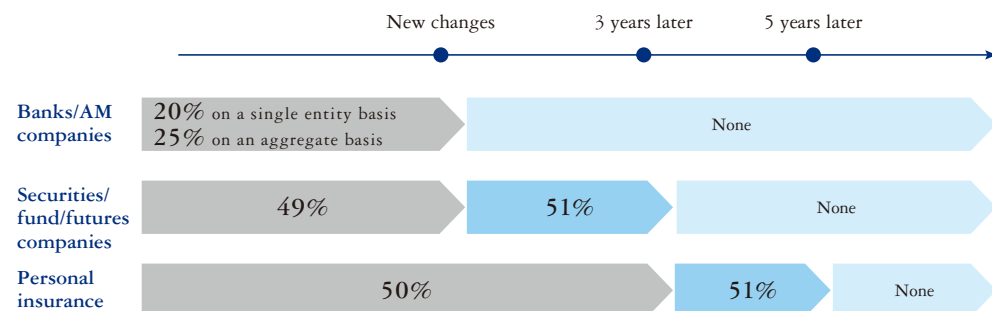 New changes
3 years later
5 years later
Banks/AM
companies
20% on a single entity basis
25% on an aggregate basis
None
Securities/
fund/futures
companies
49%
51%
None
Personal
insurance
50%
51%
None